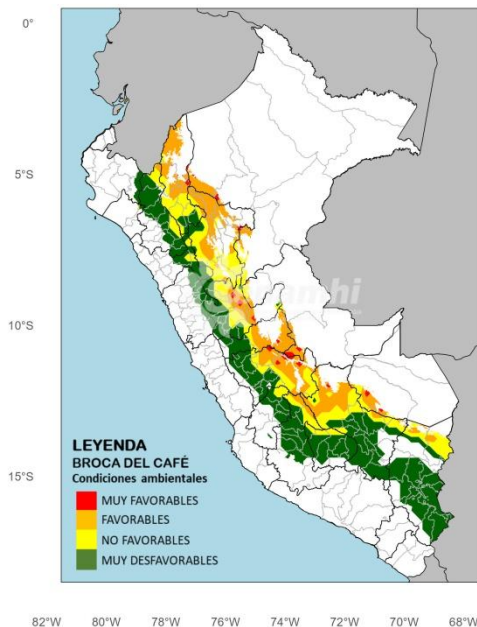 0°
5°S
10°S
15°S
senamhi
LEYENDA
BROCA DEL CAFÉ
Condiciones ambientales
MUY FAVORABLES
FAVORABLES
NO FAVORABLES
MUY DESFAVORABLES
82°W 80°W 78°W 76°W 74°W 72°W 70°W 68°W